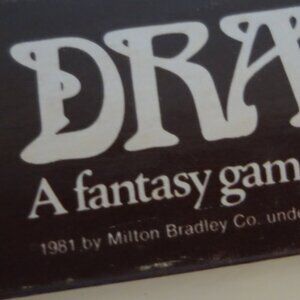 DRA
A fantasy gam
1981 by Milton Bradley Co. unde